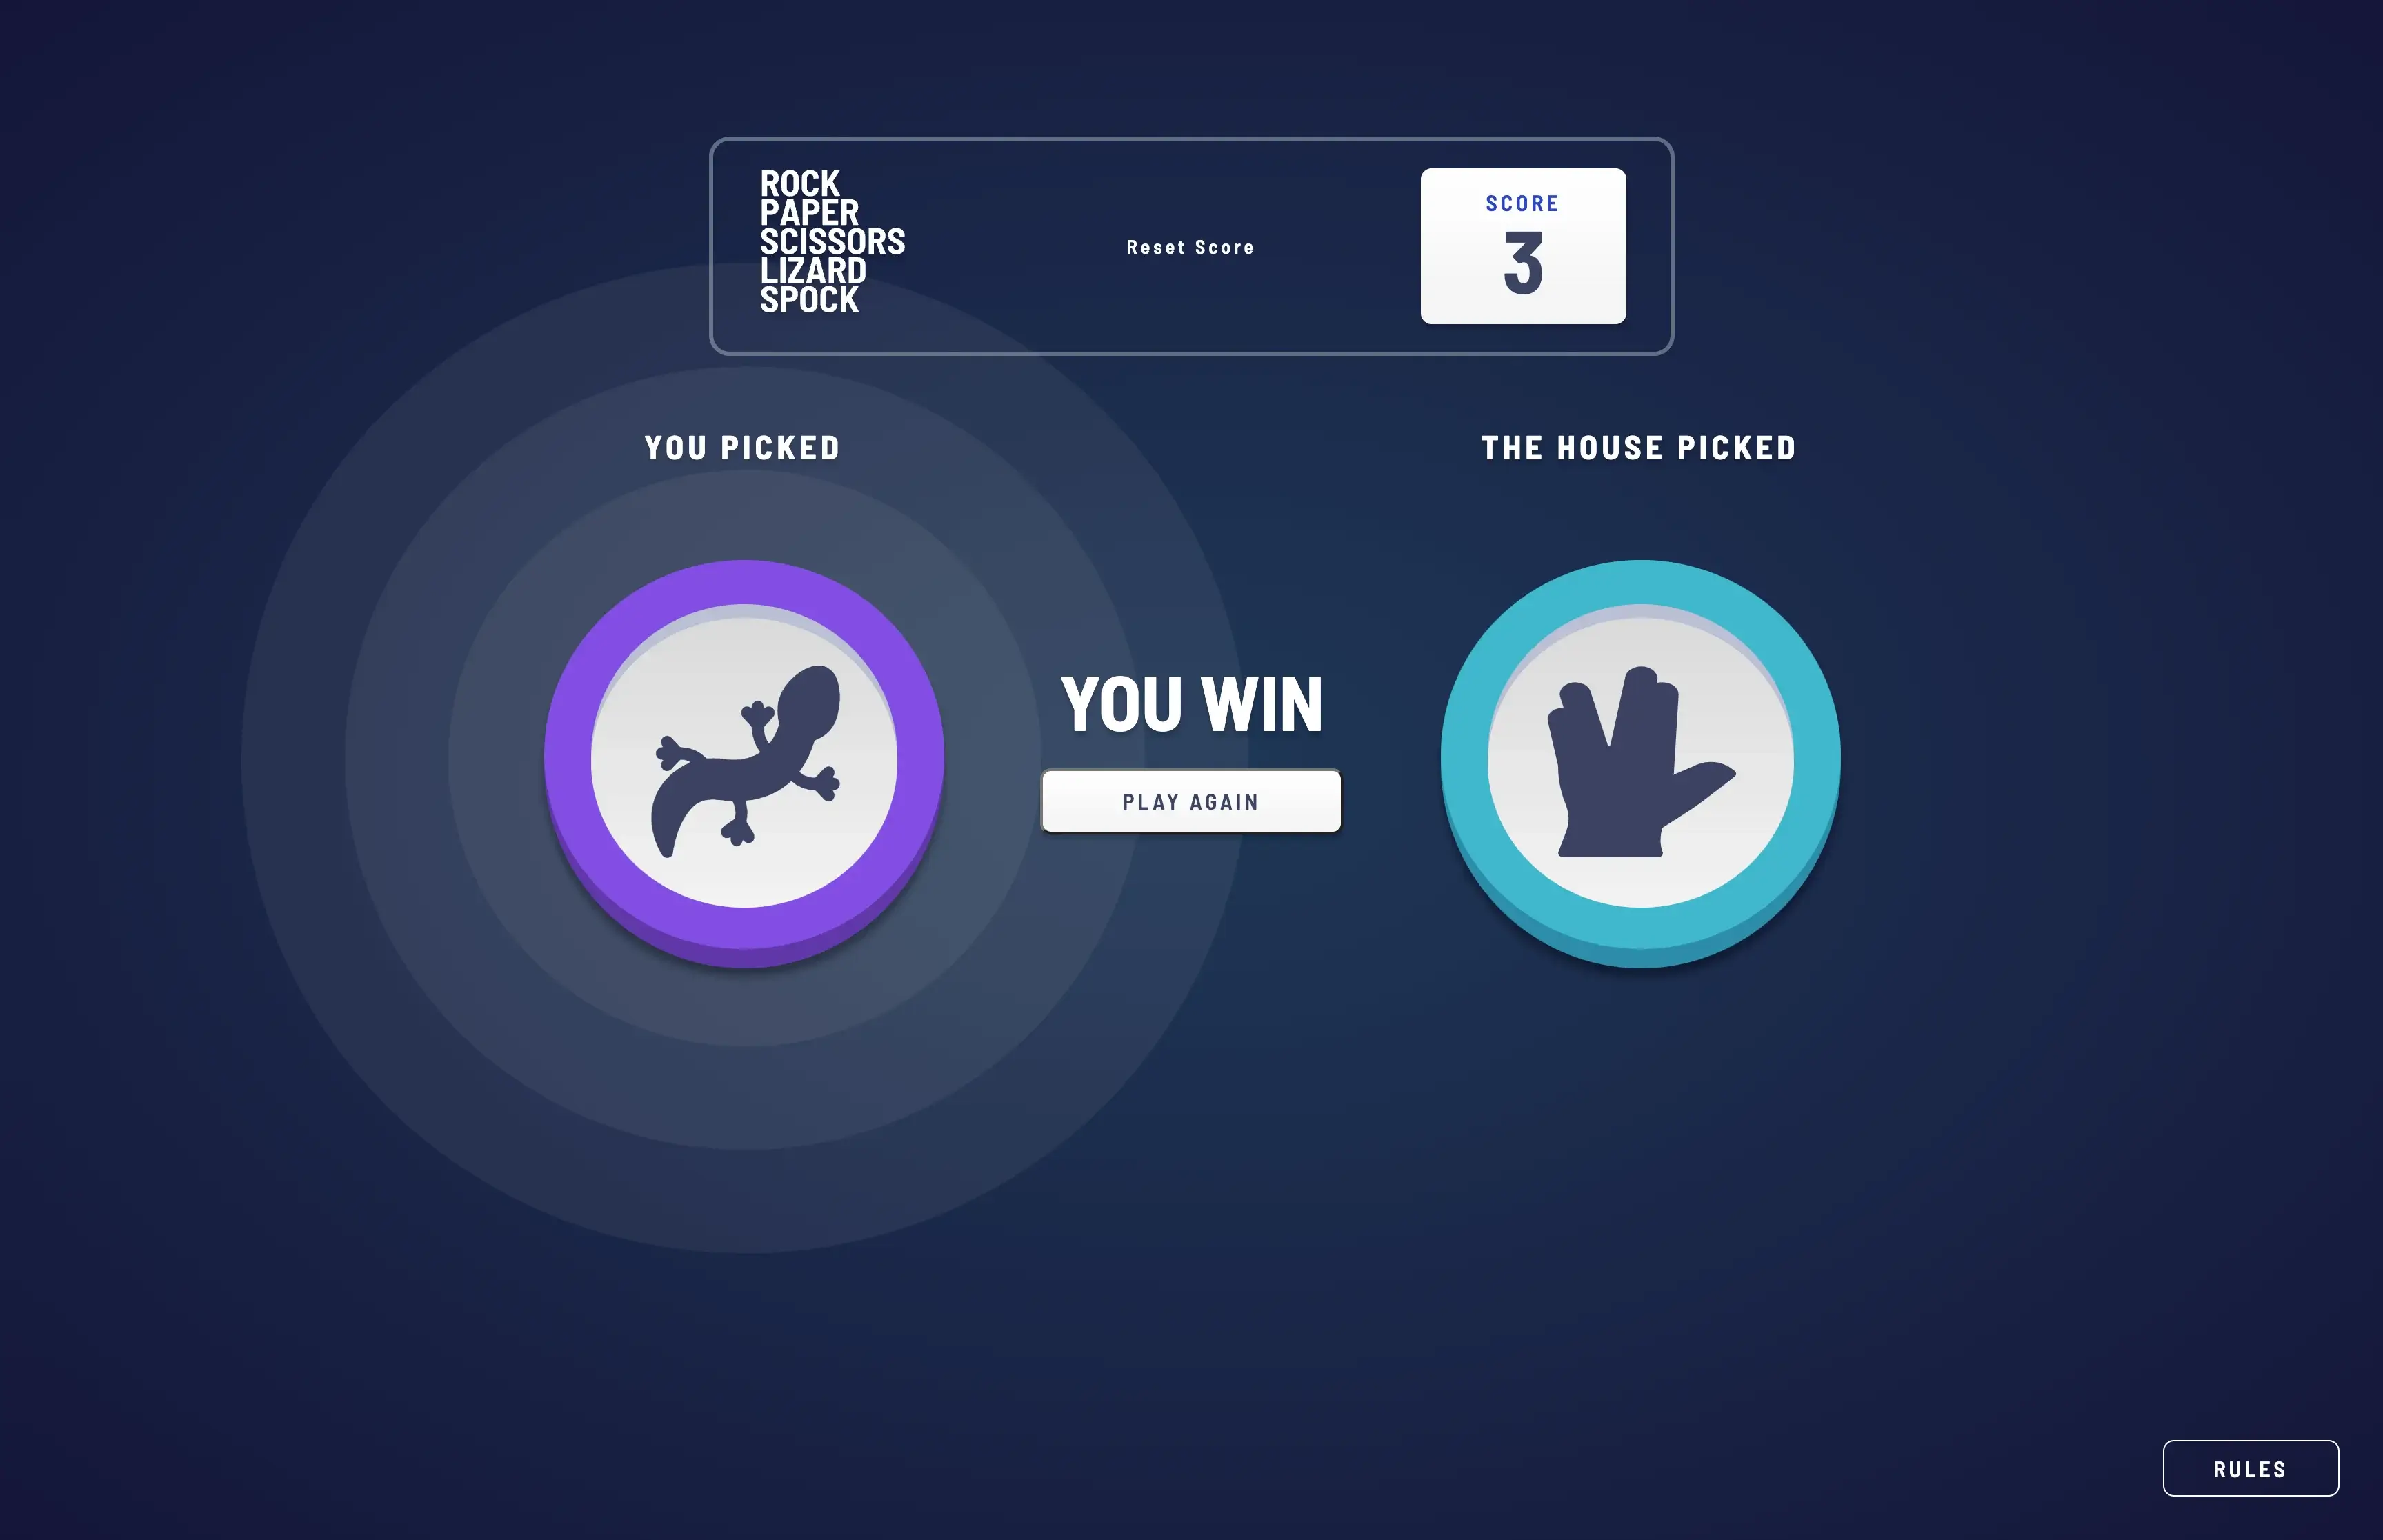 ROCK
PAPER
SCISSORS
LIZARD
SPOCK
Reset Score
SCORE
3
YOU PICKED
THE HOUSE PICKED
YOU WIN
PLAY AGAIN
RULES